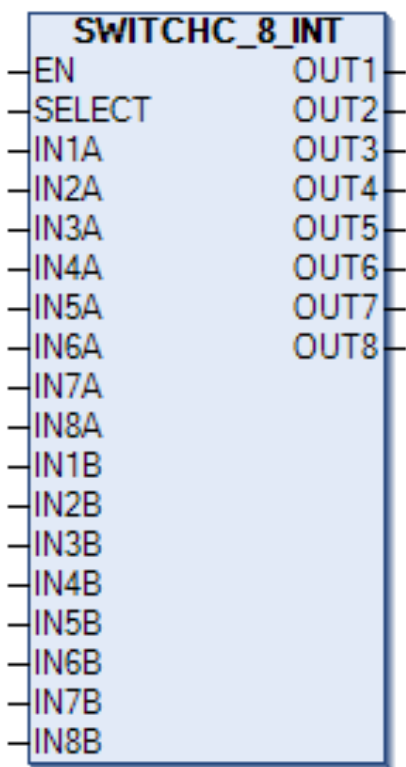 SWITCHC_8_INT
EN OUT1
SELECT OUT2
IN1A OUT3
IN2A OUT4
IN3A OUT5
IN4A OUT6
IN5A OUT7
IN6A OUT8
IN7A
IN8A
IN1B
IN2B
IN3B
IN4B
IN5B
IN6B
IN7B
IN8B